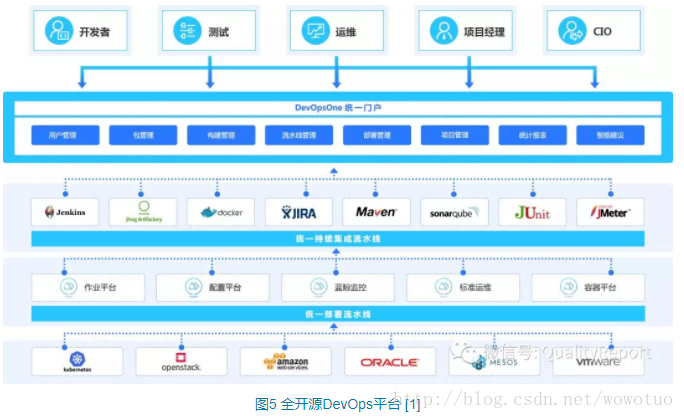 开发者
测试
运维
项目经理
CIO
DevOpsOne 统一门户
用户管理
包管理
构建管理
流水线管理
部署管理
项目管理
统计报表
智能建议
Jenkins
JFrog Artifactory
docker
JIRA
Maven
sonarqube
JUnit
JMeter
统一持续集成流水线
作业平台
配置平台
蓝鲸监控
标准运维
容器平台
统一部署流水线
kubernetes
openstack.
amazon
webservices
ORACLE
MESOS
vmware
微信号: QualityReport
http://blog.csdn.net/wowotuo
图5 全开源DevOps平台 [1]